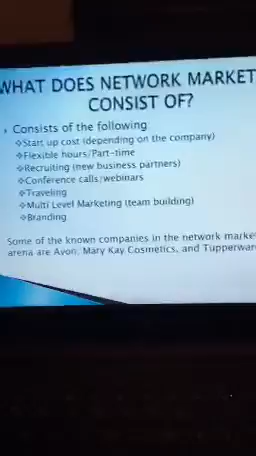 WHAT DOES NETWORK MARKET
CONSIST OF?
Consists of the following
Start up cost (depending on the company)
Flexible hours/Part-time
Recruiting (new business partners)
Conference calls/webinars
Traveling
Multi Level Marketing (team building)
Branding
Some of the known companies in the network marke
arena are Avon, Mary Kay Cosmetics, and Tupperwar